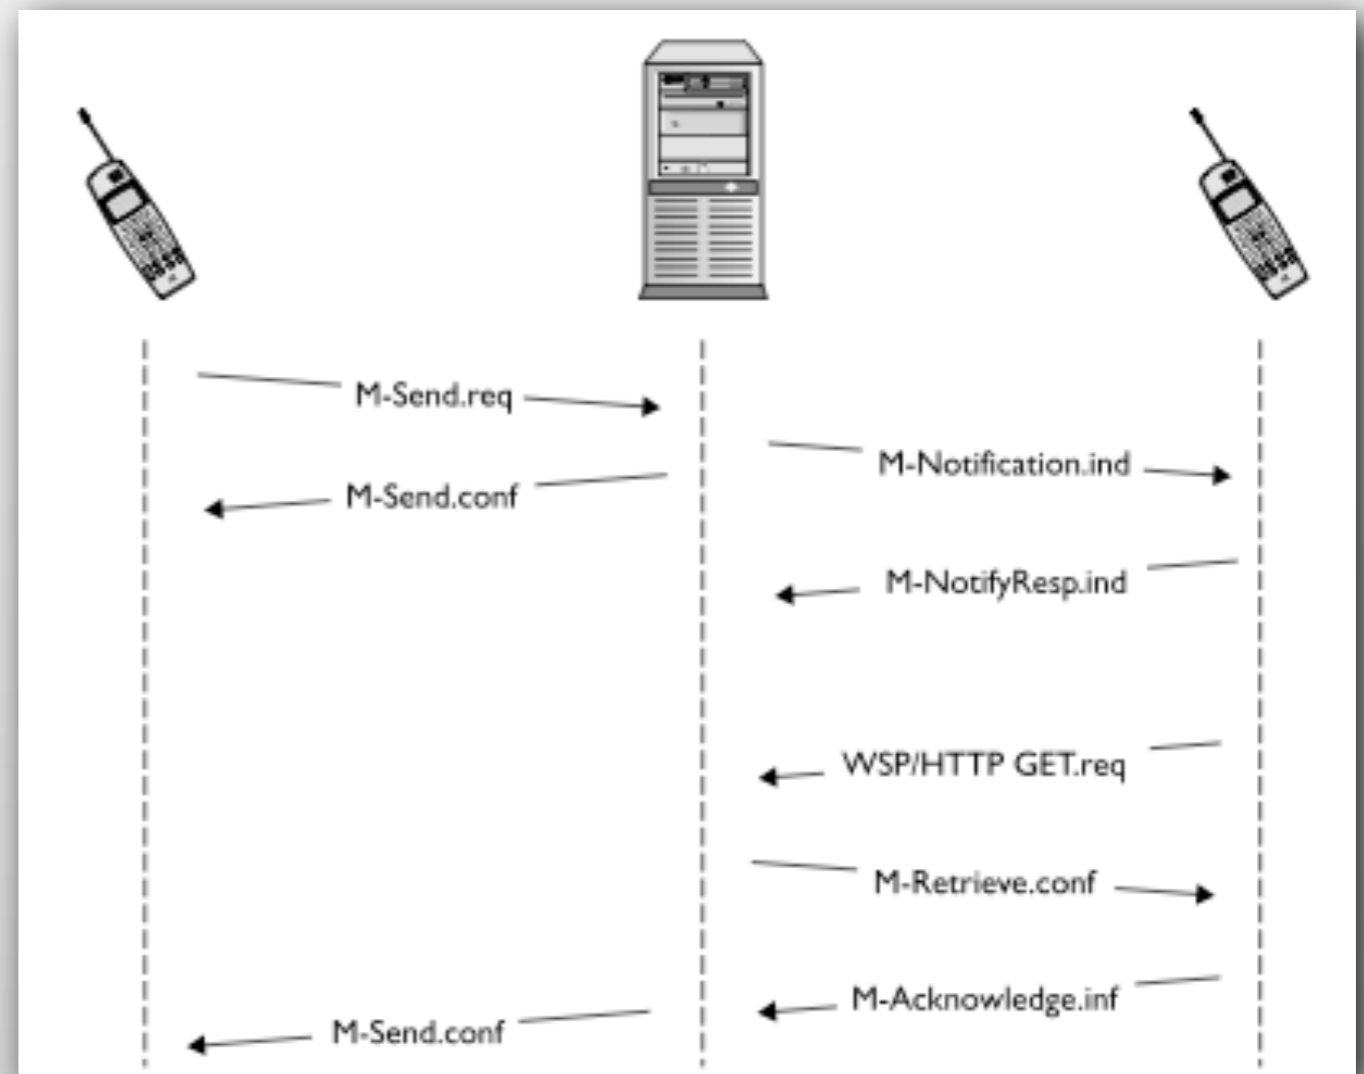 M-Send.req
M-Notification.ind
M-Send.conf
M-NotifyResp.ind
WSP/HTTP GET.req
M-Retrieve.conf
M-Acknowledge.inf
M-Send.conf